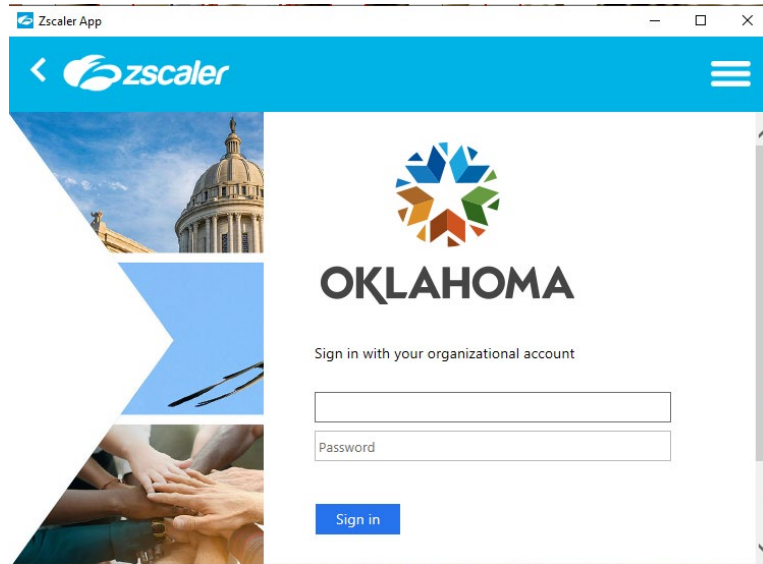 Zscaler App
zscaler
OKLAHOMA
Sign in with your organizational account
Password
Sign in